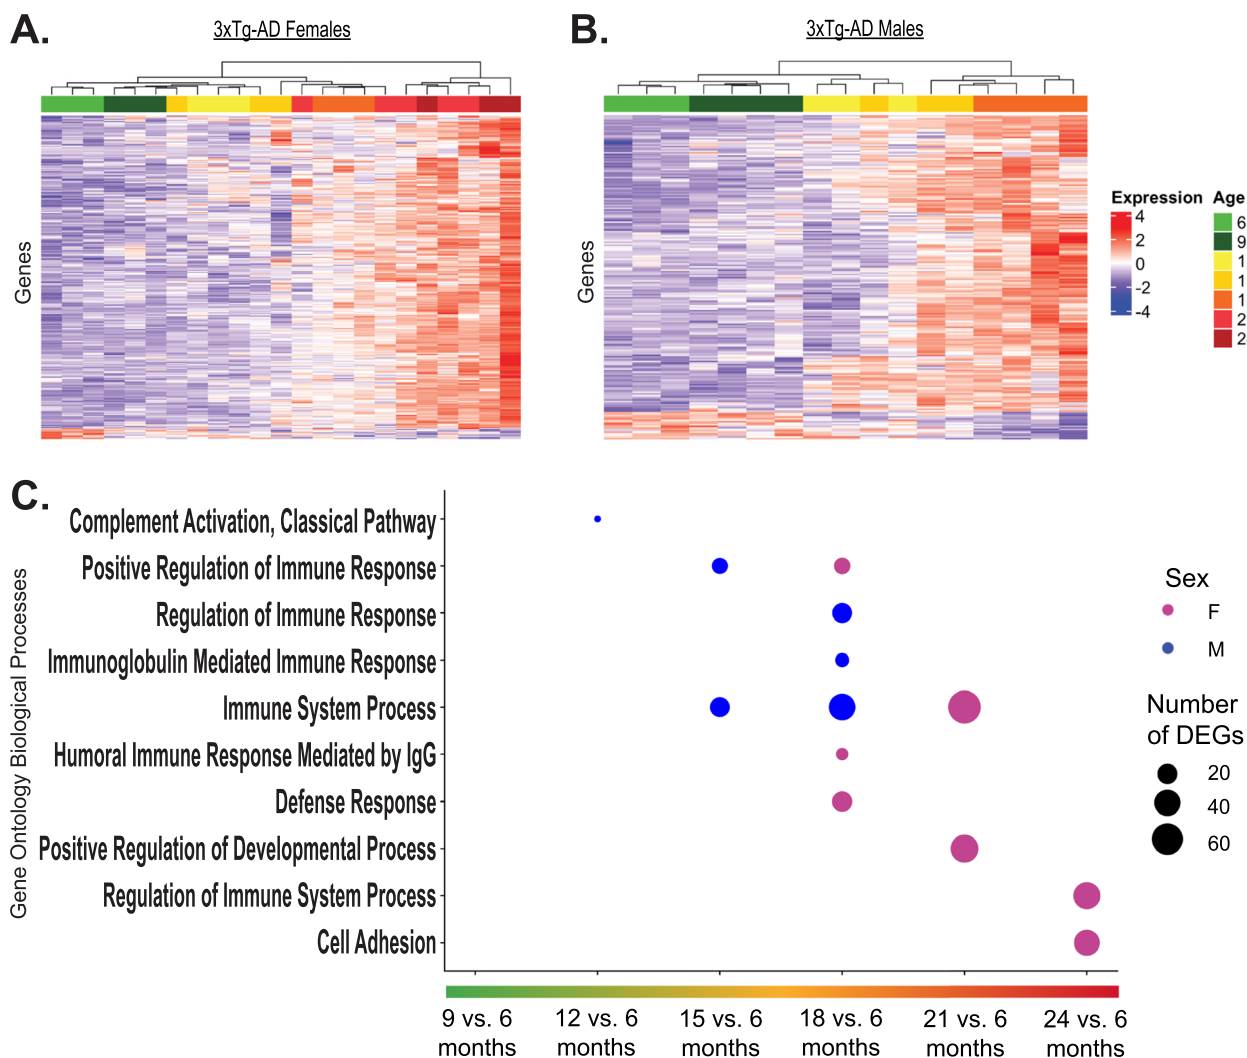 A.
3xTg-AD Females
B.
3xTg-AD Males
Genes
Genes
Expression
4
2
0
-2
-4
Age
6
9
1
1
1
2
2
C.
Gene Ontology Biological Processes
Complement Activation, Classical Pathway
Positive Regulation of Immune Response
Regulation of Immune Response
Immunoglobulin Mediated Immune Response
Immune System Process
Humoral Immune Response Mediated by IgG
Defense Response
Positive Regulation of Developmental Process
Regulation of Immune System Process
Cell Adhesion
Sex
F
M
Number
of DEGs
20
40
60
9 vs. 6
months
12 vs. 6
months
15 vs. 6
months
18 vs. 6
months
21 vs. 6
months
24 vs. 6
months